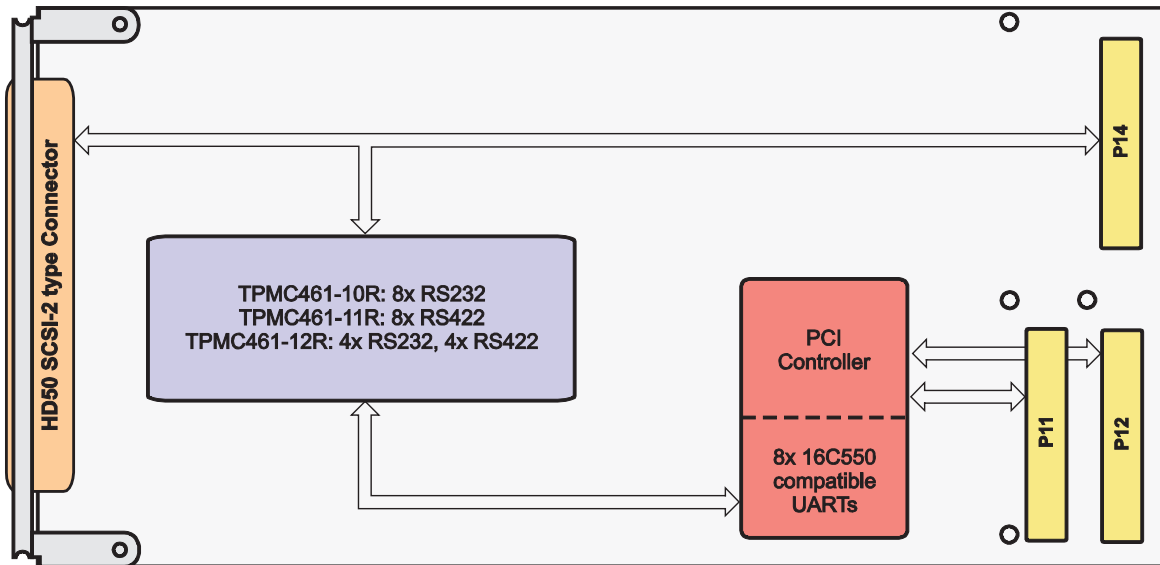 HD50 SCSI-2 type Connector
P14
TPMC461-10R: 8x RS232
TPMC461-11R: 8x RS422
TPMC461-12R: 4x RS232, 4x RS422
PCI
Controller
8x 16C550
compatible
UARTs
P11
P12